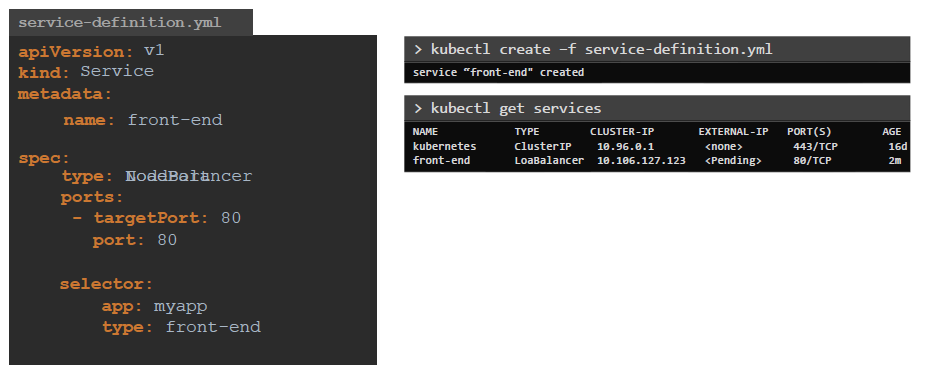 service-definition.yml
apiVersion: v1
kind: Service
metadata:
name: front-end
spec:
type: LoadBalancer
ports:
- targetPort: 80
port: 80
selector:
app: myapp
type: front-end
> kubectl create –f service-definition.yml
service “front-end" created
> kubectl get services
NAME TYPE CLUSTER-IP EXTERNAL-IP PORT(S) AGE
kubernetes ClusterIP 10.96.0.1 <none> 443/TCP 16d
front-end LoaBalancer 10.106.127.123 <Pending> 80/TCP 2m